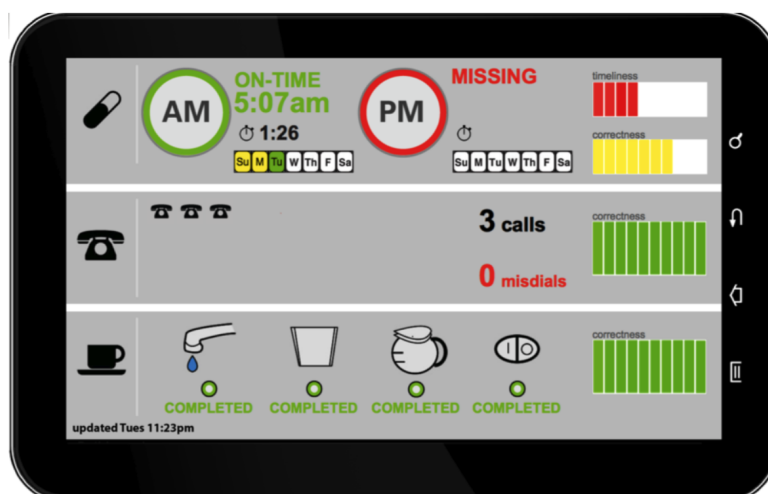 AM
ON-TIME
5:07am
1:26
Su M Tu W Th F Sa
PM
MISSING
Su M Tu W Th F Sa
timeliness
correctness
3 calls
0 misdials
correctness
COMPLETED COMPLETED COMPLETED COMPLETED
correctness
updated Tues 11:23pm